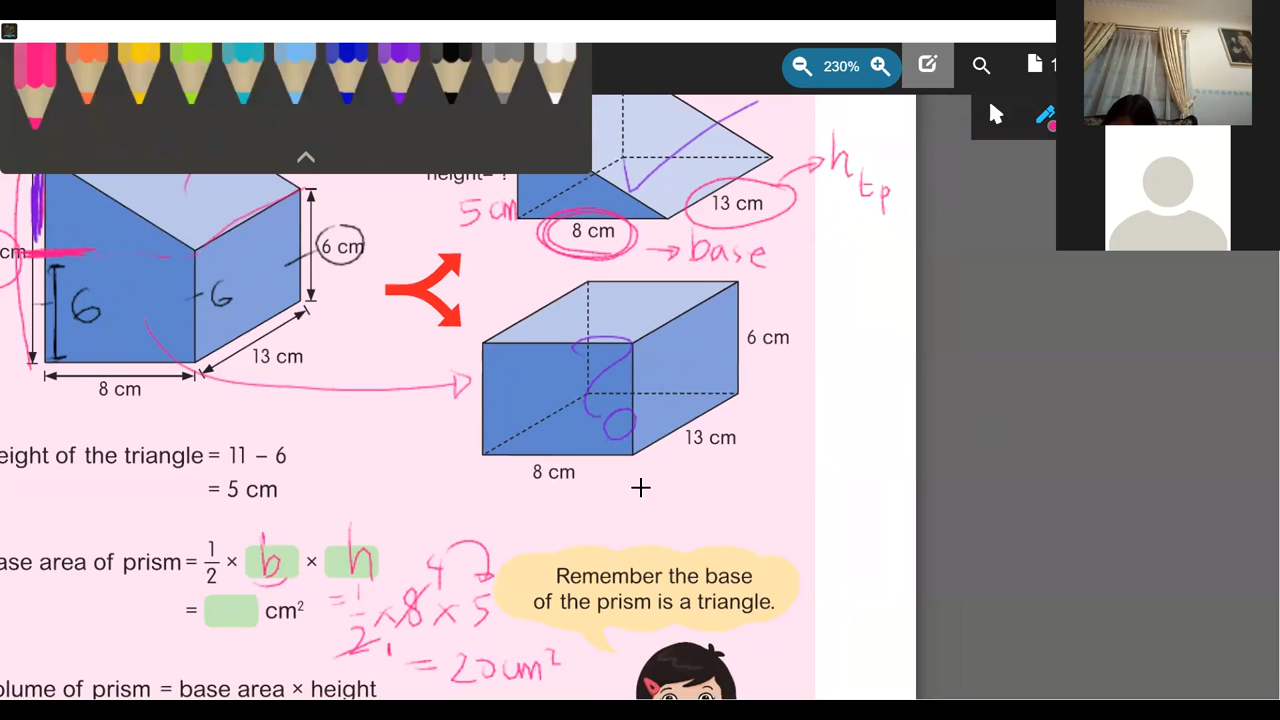 230%
1
height= ?
h
tp
5 cm
13 cm
8 cm
→ base
cm
6 cm
6
6
6 cm
13 cm
8 cm
13 cm
8 cm
eight of the triangle = 11 – 6
= 5 cm
ase area of prism = 1/2 × b × h
= cm²
= 1/2 × 8 × 5
4
1
= 20 cm²
Remember the base
of the prism is a triangle.
olume of prism = base area × height